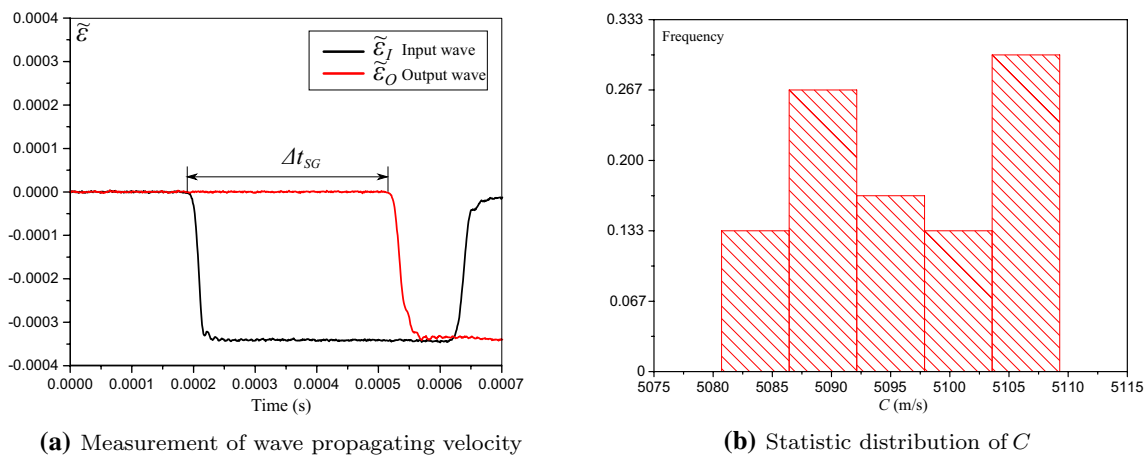 0.0004
0.0003
0.0002
0.0001
0.0000
-0.0001
-0.0002
-0.0003
-0.0004
ε̃
ε̃_I Input wave
ε̃_O Output wave
Δt_SG
0.0000 0.0001 0.0002 0.0003 0.0004 0.0005 0.0006 0.0007
Time (s)
(a) Measurement of wave propagating velocity
0.333
0.267
0.200
0.133
0.067
0
Frequency
5075 5080 5085 5090 5095 5100 5105 5110 5115
C (m/s)
(b) Statistic distribution of C